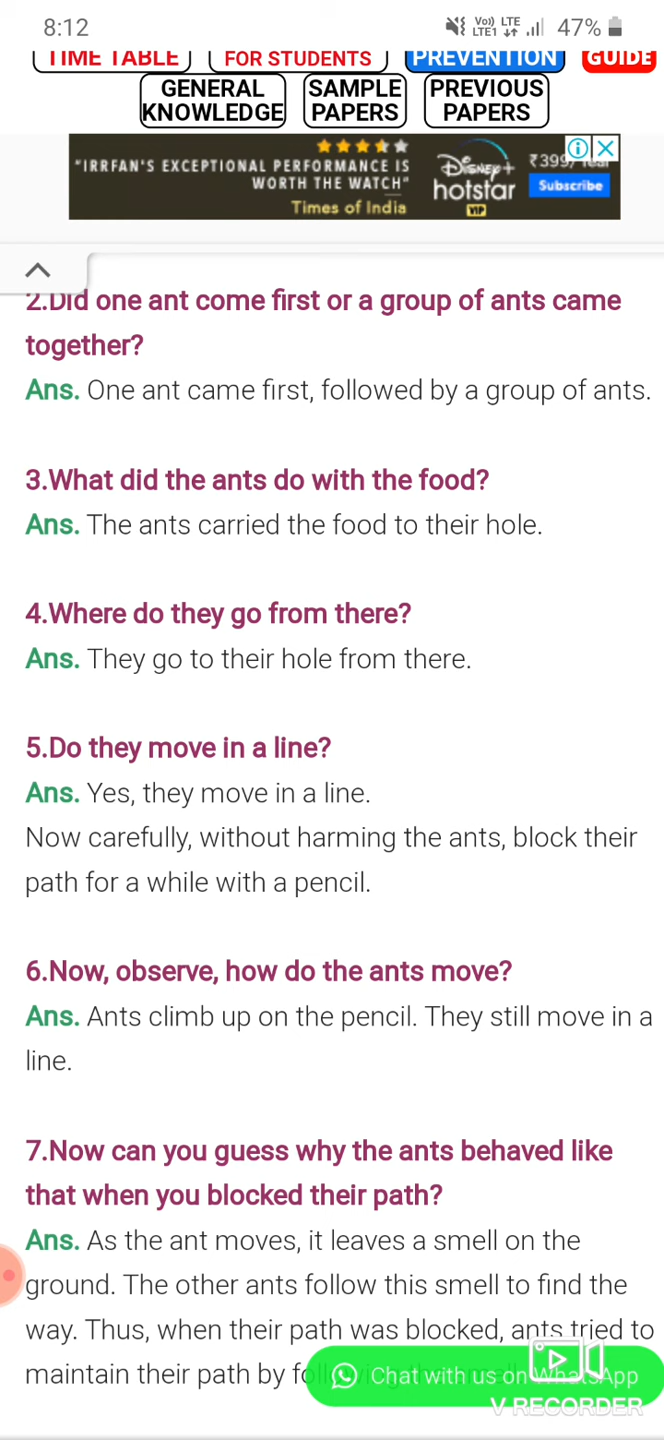 8:12 Vo)) LTE LTE1 47%
TIME TABLE FOR STUDENTS PREVENTION GUIDE
GENERAL KNOWLEDGE SAMPLE PAPERS PREVIOUS PAPERS
"IRRFAN'S EXCEPTIONAL PERFORMANCE IS
WORTH THE WATCH"
Times of India
Disney+
hotstar
VIP
₹399/
Subscribe
2.Did one ant come first or a group of ants came
together?
Ans. One ant came first, followed by a group of ants.
3.What did the ants do with the food?
Ans. The ants carried the food to their hole.
4.Where do they go from there?
Ans. They go to their hole from there.
5.Do they move in a line?
Ans. Yes, they move in a line.
Now carefully, without harming the ants, block their
path for a while with a pencil.
6.Now, observe, how do the ants move?
Ans. Ants climb up on the pencil. They still move in a
line.
7.Now can you guess why the ants behaved like
that when you blocked their path?
Ans. As the ant moves, it leaves a smell on the
ground. The other ants follow this smell to find the
way. Thus, when their path was blocked, ants tried to
maintain their path by
Chat with us on WhatsApp
V RECORDER